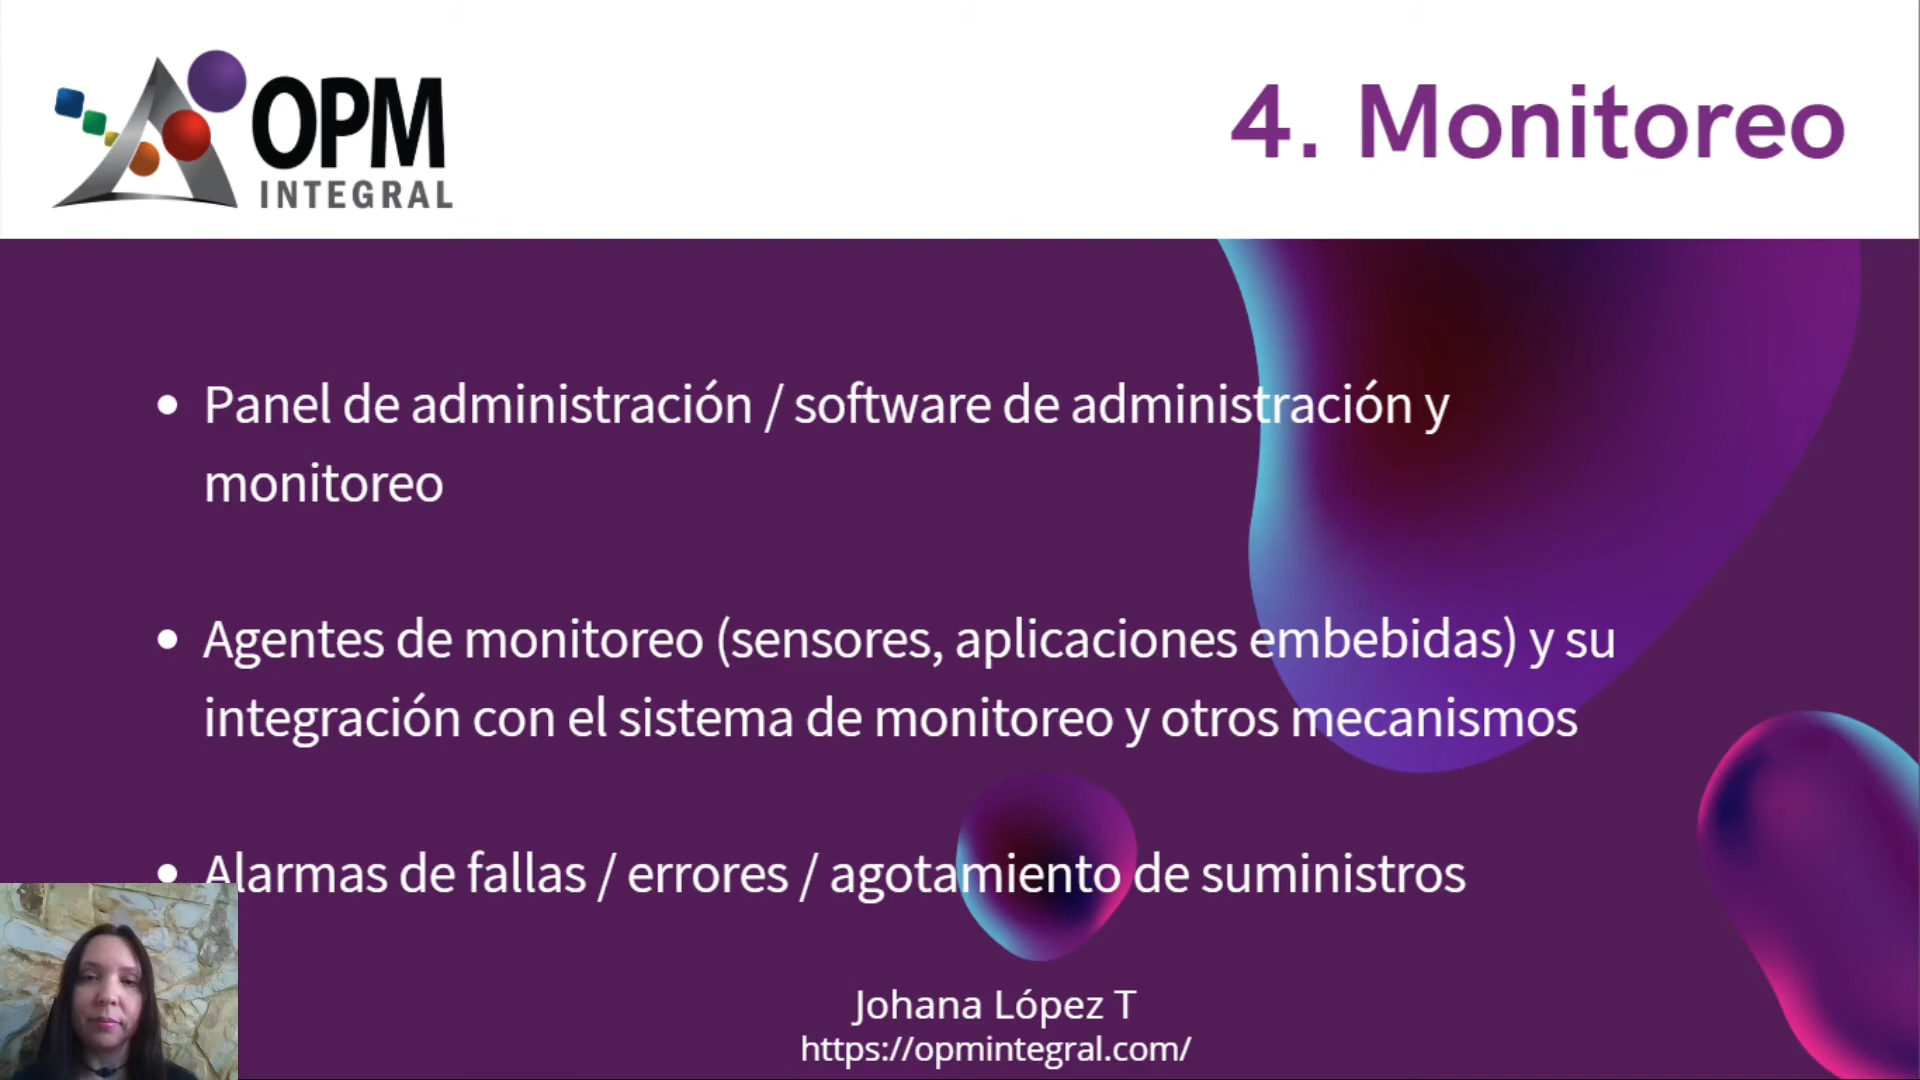 OPM
INTEGRAL
4. Monitoreo
• Panel de administración / software de administración y
monitoreo
• Agentes de monitoreo (sensores, aplicaciones embebidas) y su
integración con el sistema de monitoreo y otros mecanismos
• Alarmas de fallas / errores / agotamiento de suministros
Johana López T
https://opmintegral.com/